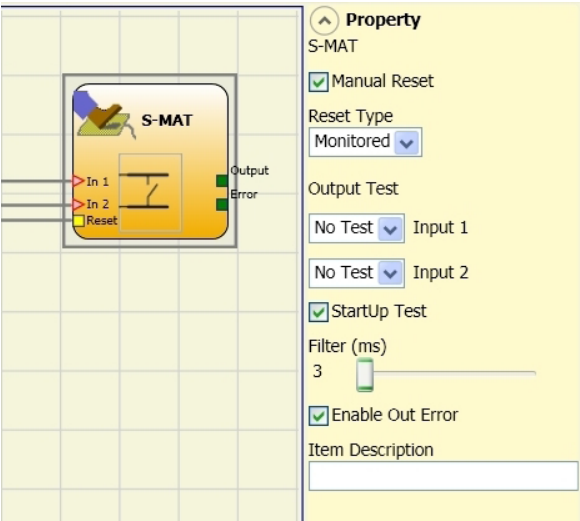 S-MAT
In 1
In 2
Reset
Output
Error
Property
S-MAT
Manual Reset
Reset Type
Monitored
Output Test
No Test Input 1
No Test Input 2
StartUp Test
Filter (ms)
3
Enable Out Error
Item Description